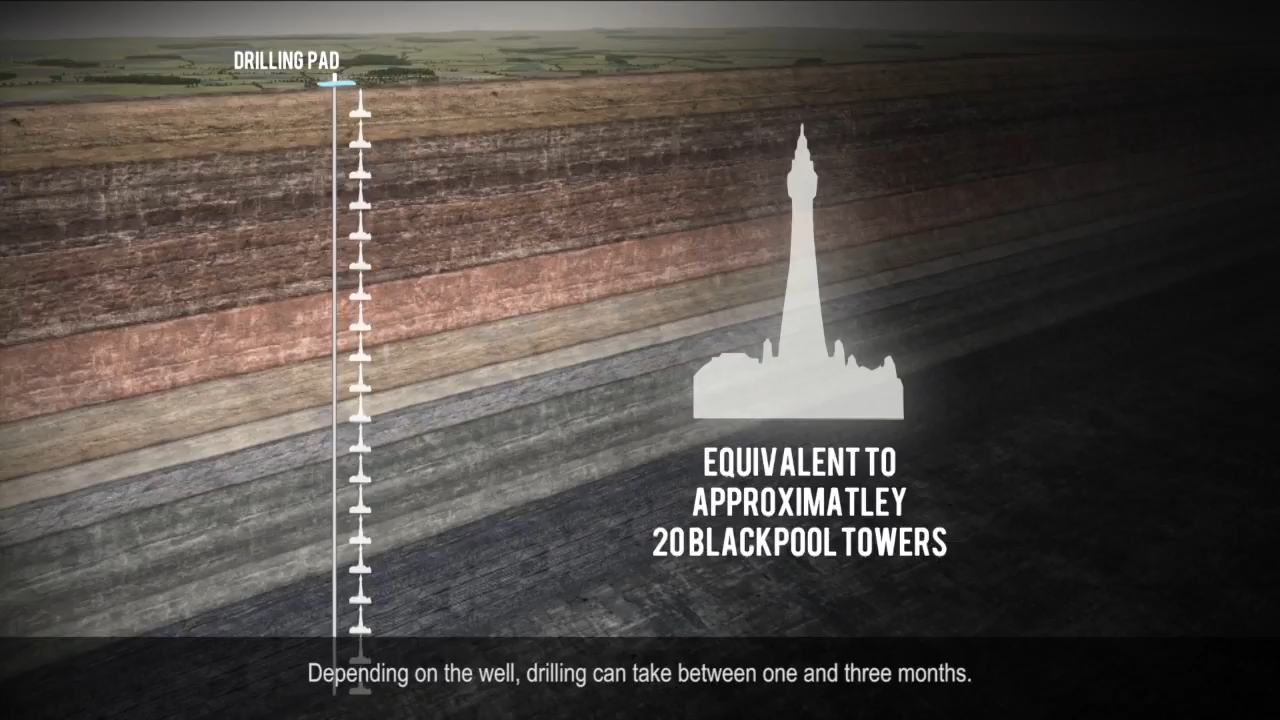 DRILLING PAD
EQUIVALENT TO
APPROXIMATLEY
20 BLACKPOOL TOWERS
Depending on the well, drilling can take between one and three months.